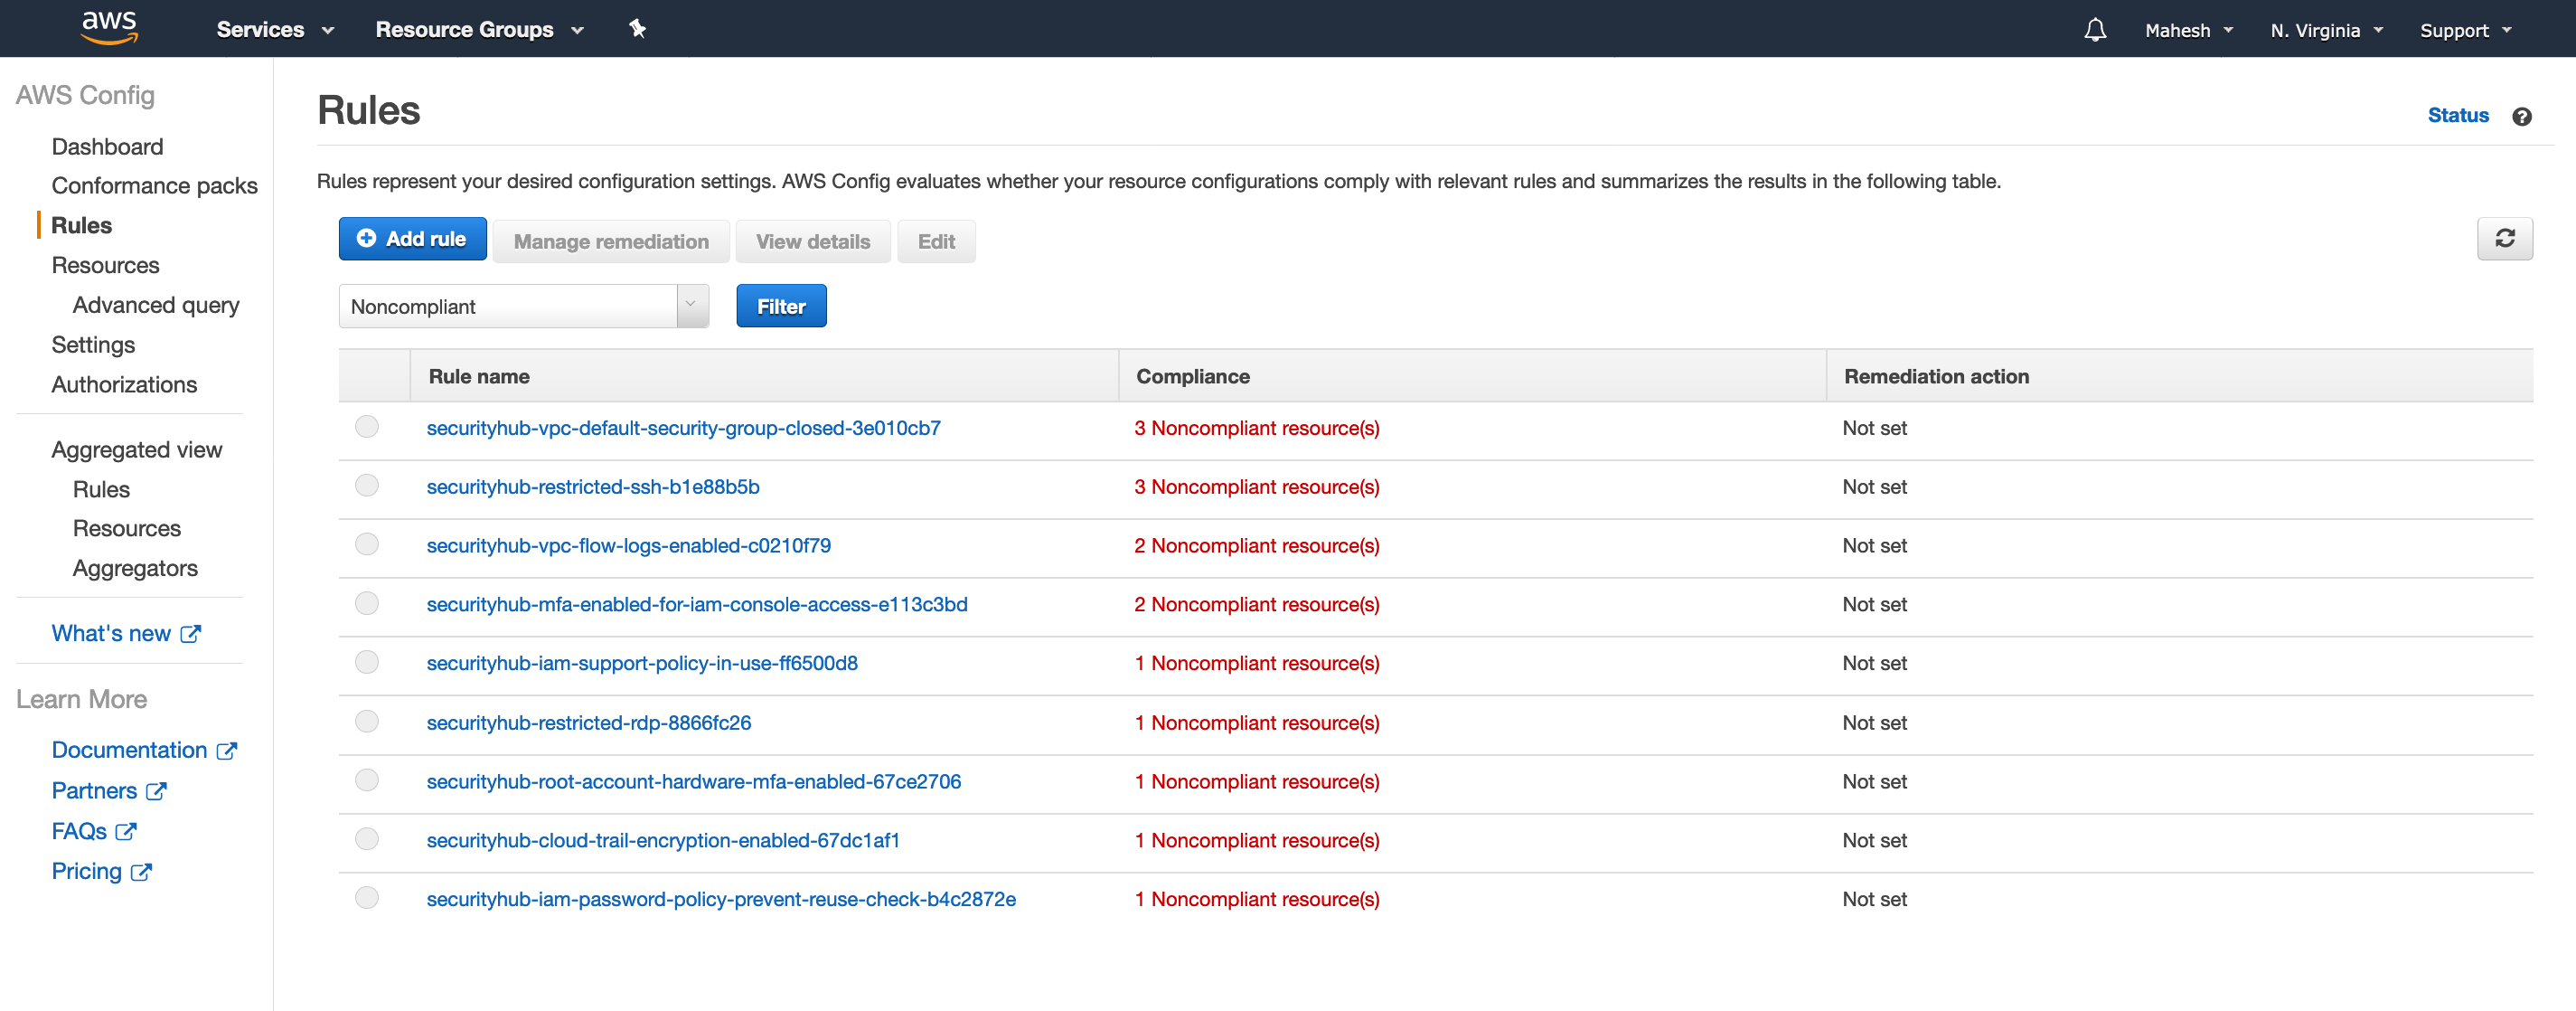 aws Services Resource Groups Mahesh N. Virginia Support
AWS Config
Dashboard
Conformance packs
Rules
Resources
Advanced query
Settings
Authorizations
Aggregated view
Rules
Resources
Aggregators
What's new
Learn More
Documentation
Partners
FAQs
Pricing
Rules
Status ?
Rules represent your desired configuration settings. AWS Config evaluates whether your resource configurations comply with relevant rules and summarizes the results in the following table.
Add rule Manage remediation View details Edit
Noncompliant Filter
Rule name Compliance Remediation action
securityhub-vpc-default-security-group-closed-3e010cb7 3 Noncompliant resource(s) Not set
securityhub-restricted-ssh-b1e88b5b 3 Noncompliant resource(s) Not set
securityhub-vpc-flow-logs-enabled-c0210f79 2 Noncompliant resource(s) Not set
securityhub-mfa-enabled-for-iam-console-access-e113c3bd 2 Noncompliant resource(s) Not set
securityhub-iam-support-policy-in-use-ff6500d8 1 Noncompliant resource(s) Not set
securityhub-restricted-rdp-8866fc26 1 Noncompliant resource(s) Not set
securityhub-root-account-hardware-mfa-enabled-67ce2706 1 Noncompliant resource(s) Not set
securityhub-cloud-trail-encryption-enabled-67dc1af1 1 Noncompliant resource(s) Not set
securityhub-iam-password-policy-prevent-reuse-check-b4c2872e 1 Noncompliant resource(s) Not set